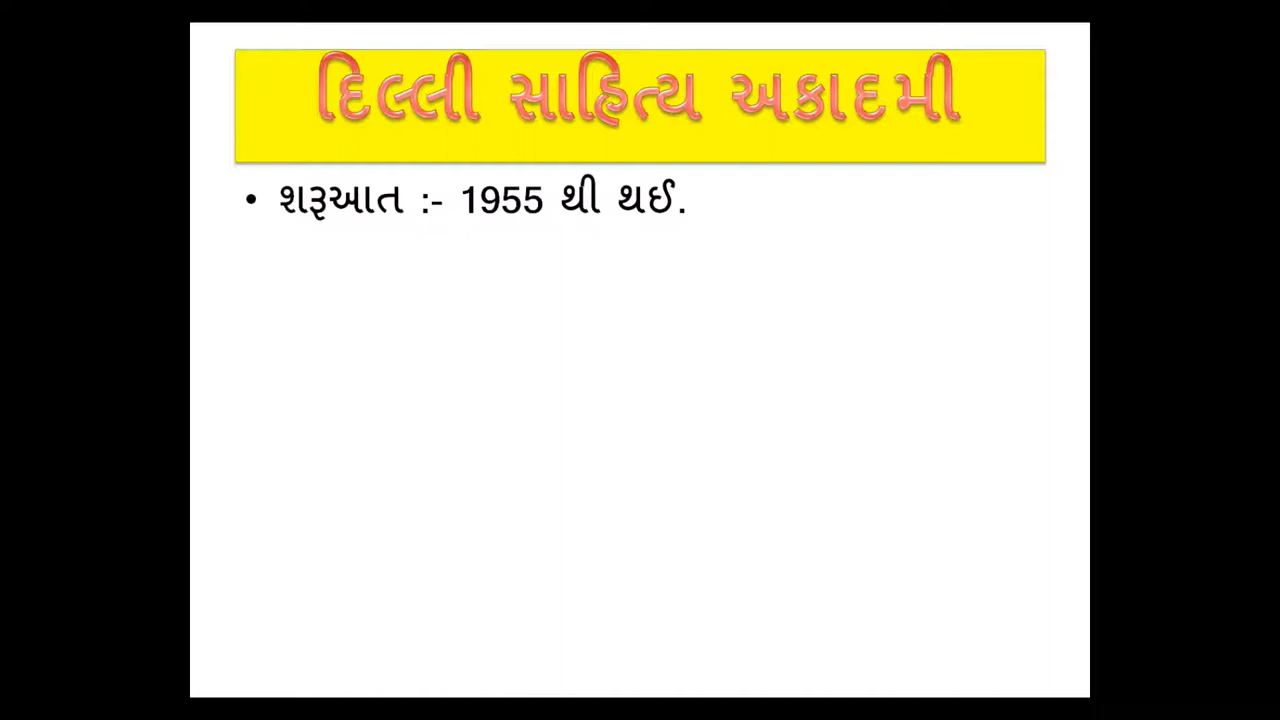 દિલ્લી સાહિત્ય અકાદમી
• શરૂઆત :- 1955 થી થઈ.